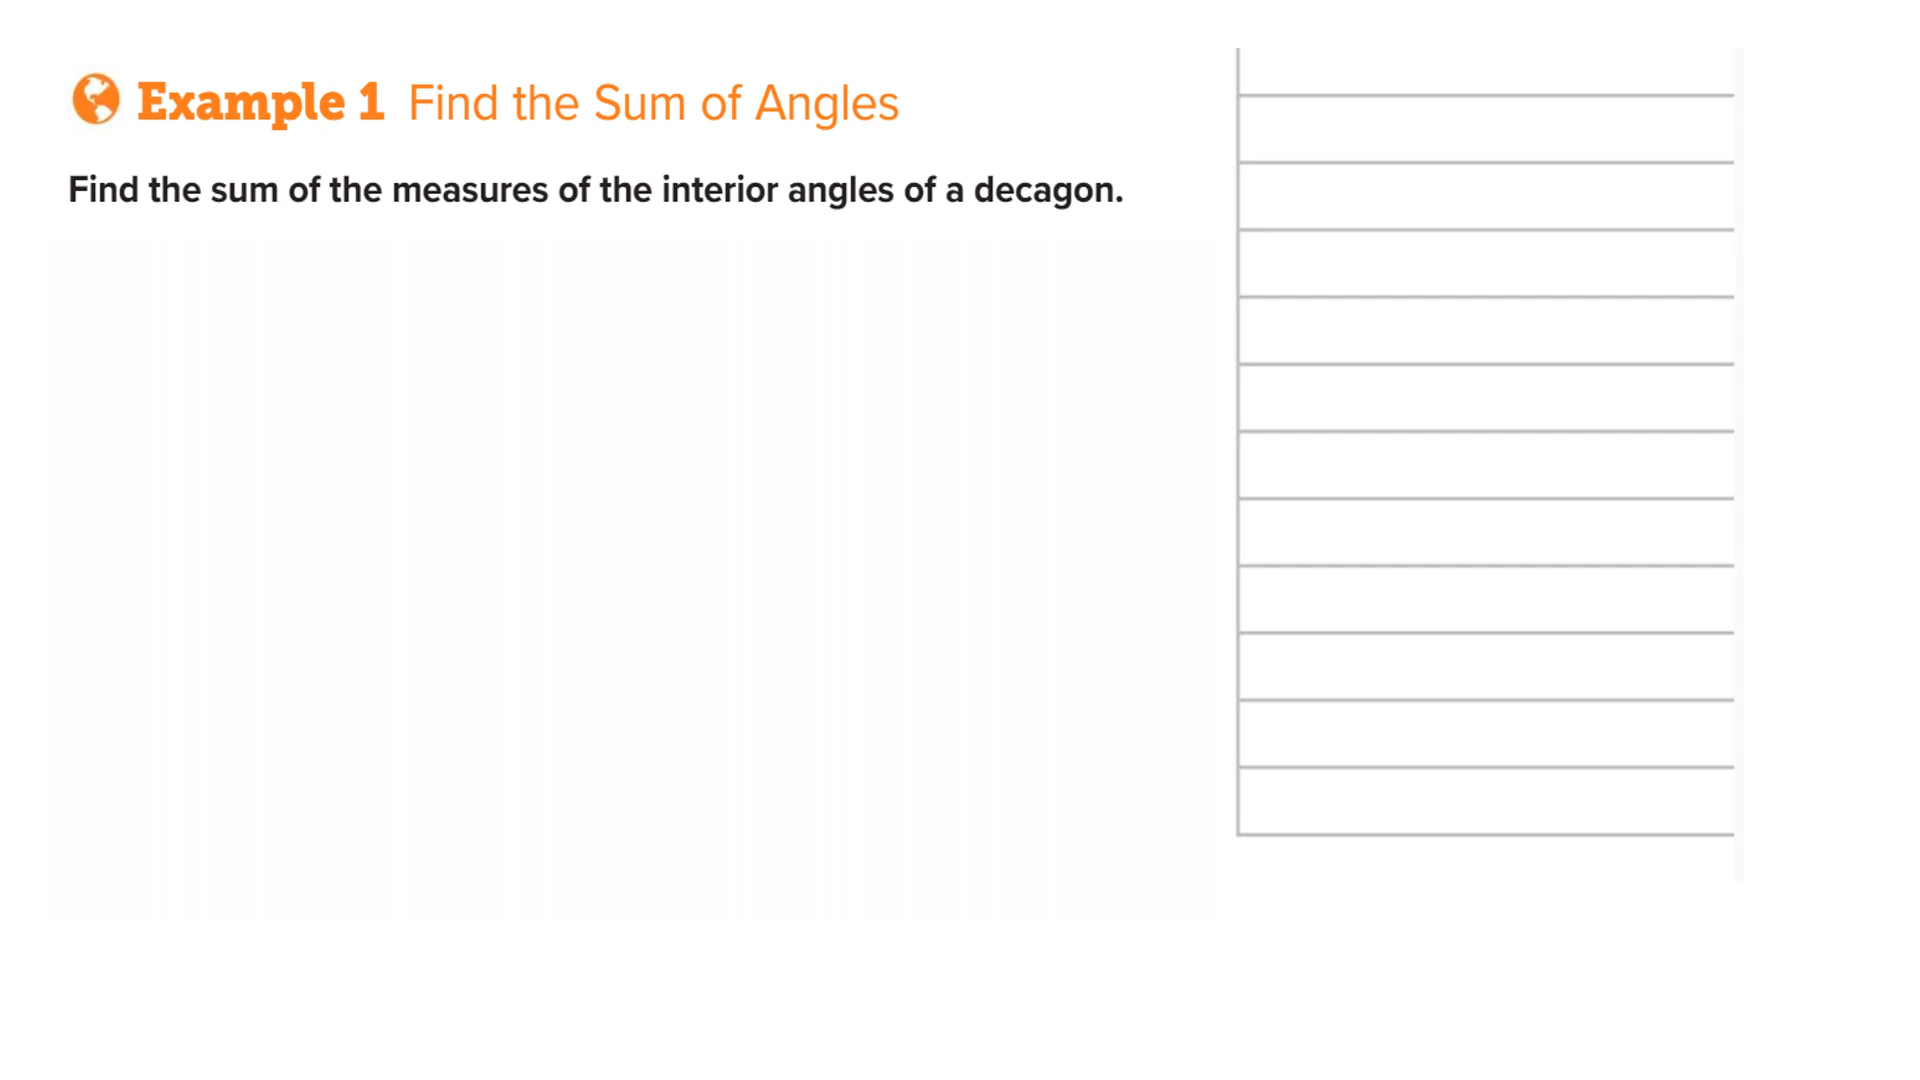 Example 1 Find the Sum of Angles
Find the sum of the measures of the interior angles of a decagon.